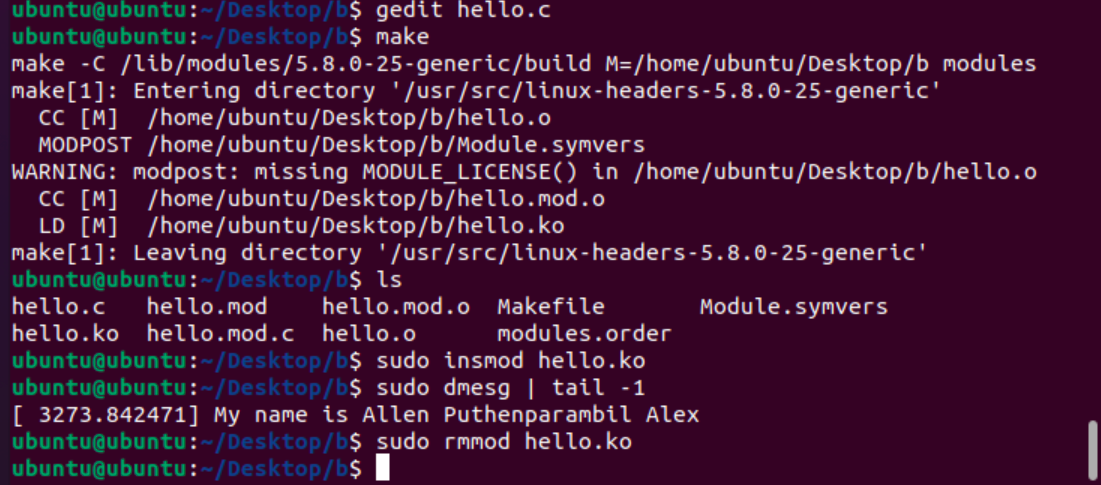 ubuntu@ubuntu:~/Desktop/b$ gedit hello.c
ubuntu@ubuntu:~/Desktop/b$ make
make -C /lib/modules/5.8.0-25-generic/build M=/home/ubuntu/Desktop/b modules
make[1]: Entering directory '/usr/src/linux-headers-5.8.0-25-generic'
  CC [M]  /home/ubuntu/Desktop/b/hello.o
  MODPOST /home/ubuntu/Desktop/b/Module.symvers
WARNING: modpost: missing MODULE_LICENSE() in /home/ubuntu/Desktop/b/hello.o
  CC [M]  /home/ubuntu/Desktop/b/hello.mod.o
  LD [M]  /home/ubuntu/Desktop/b/hello.ko
make[1]: Leaving directory '/usr/src/linux-headers-5.8.0-25-generic'
ubuntu@ubuntu:~/Desktop/b$ ls
hello.c   hello.mod    hello.mod.o  Makefile       Module.symvers
hello.ko  hello.mod.c  hello.o      modules.order
ubuntu@ubuntu:~/Desktop/b$ sudo insmod hello.ko
ubuntu@ubuntu:~/Desktop/b$ sudo dmesg | tail -1
[ 3273.842471] My name is Allen Puthenparambil Alex
ubuntu@ubuntu:~/Desktop/b$ sudo rmmod hello.ko
ubuntu@ubuntu:~/Desktop/b$